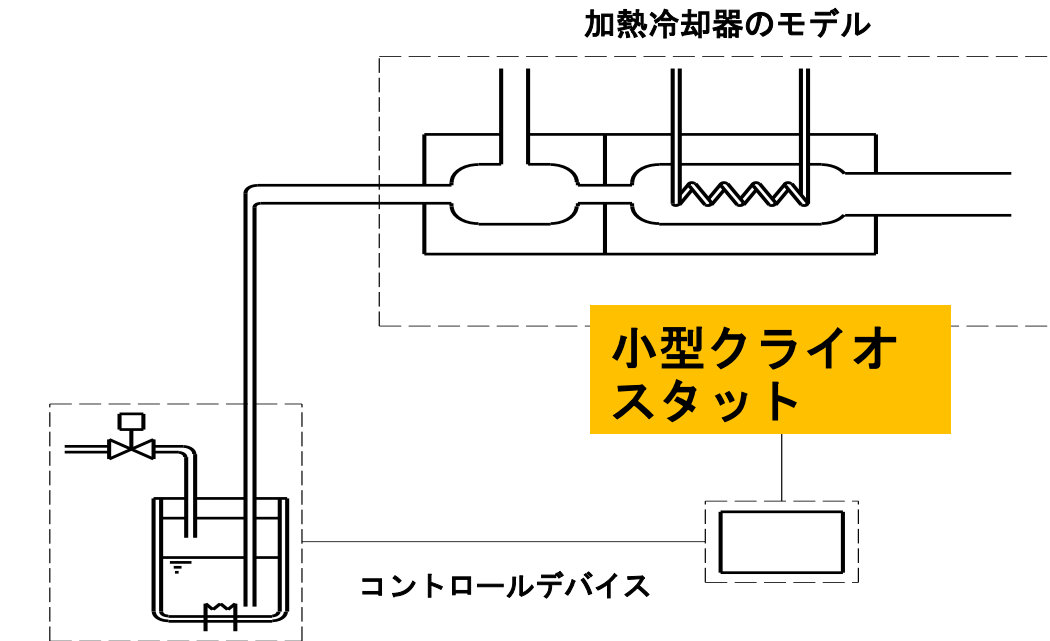 加熱冷却器のモデル
小型クライオ
スタット
コントロールデバイス